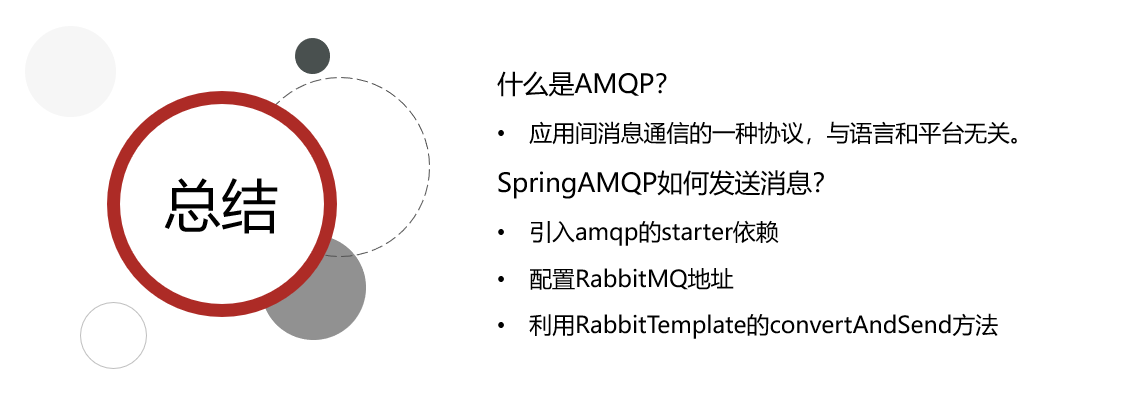 总结
什么是AMQP？
• 应用间消息通信的一种协议，与语言和平台无关。
SpringAMQP如何发送消息？
• 引入amqp的starter依赖
• 配置RabbitMQ地址
• 利用RabbitTemplate的convertAndSend方法